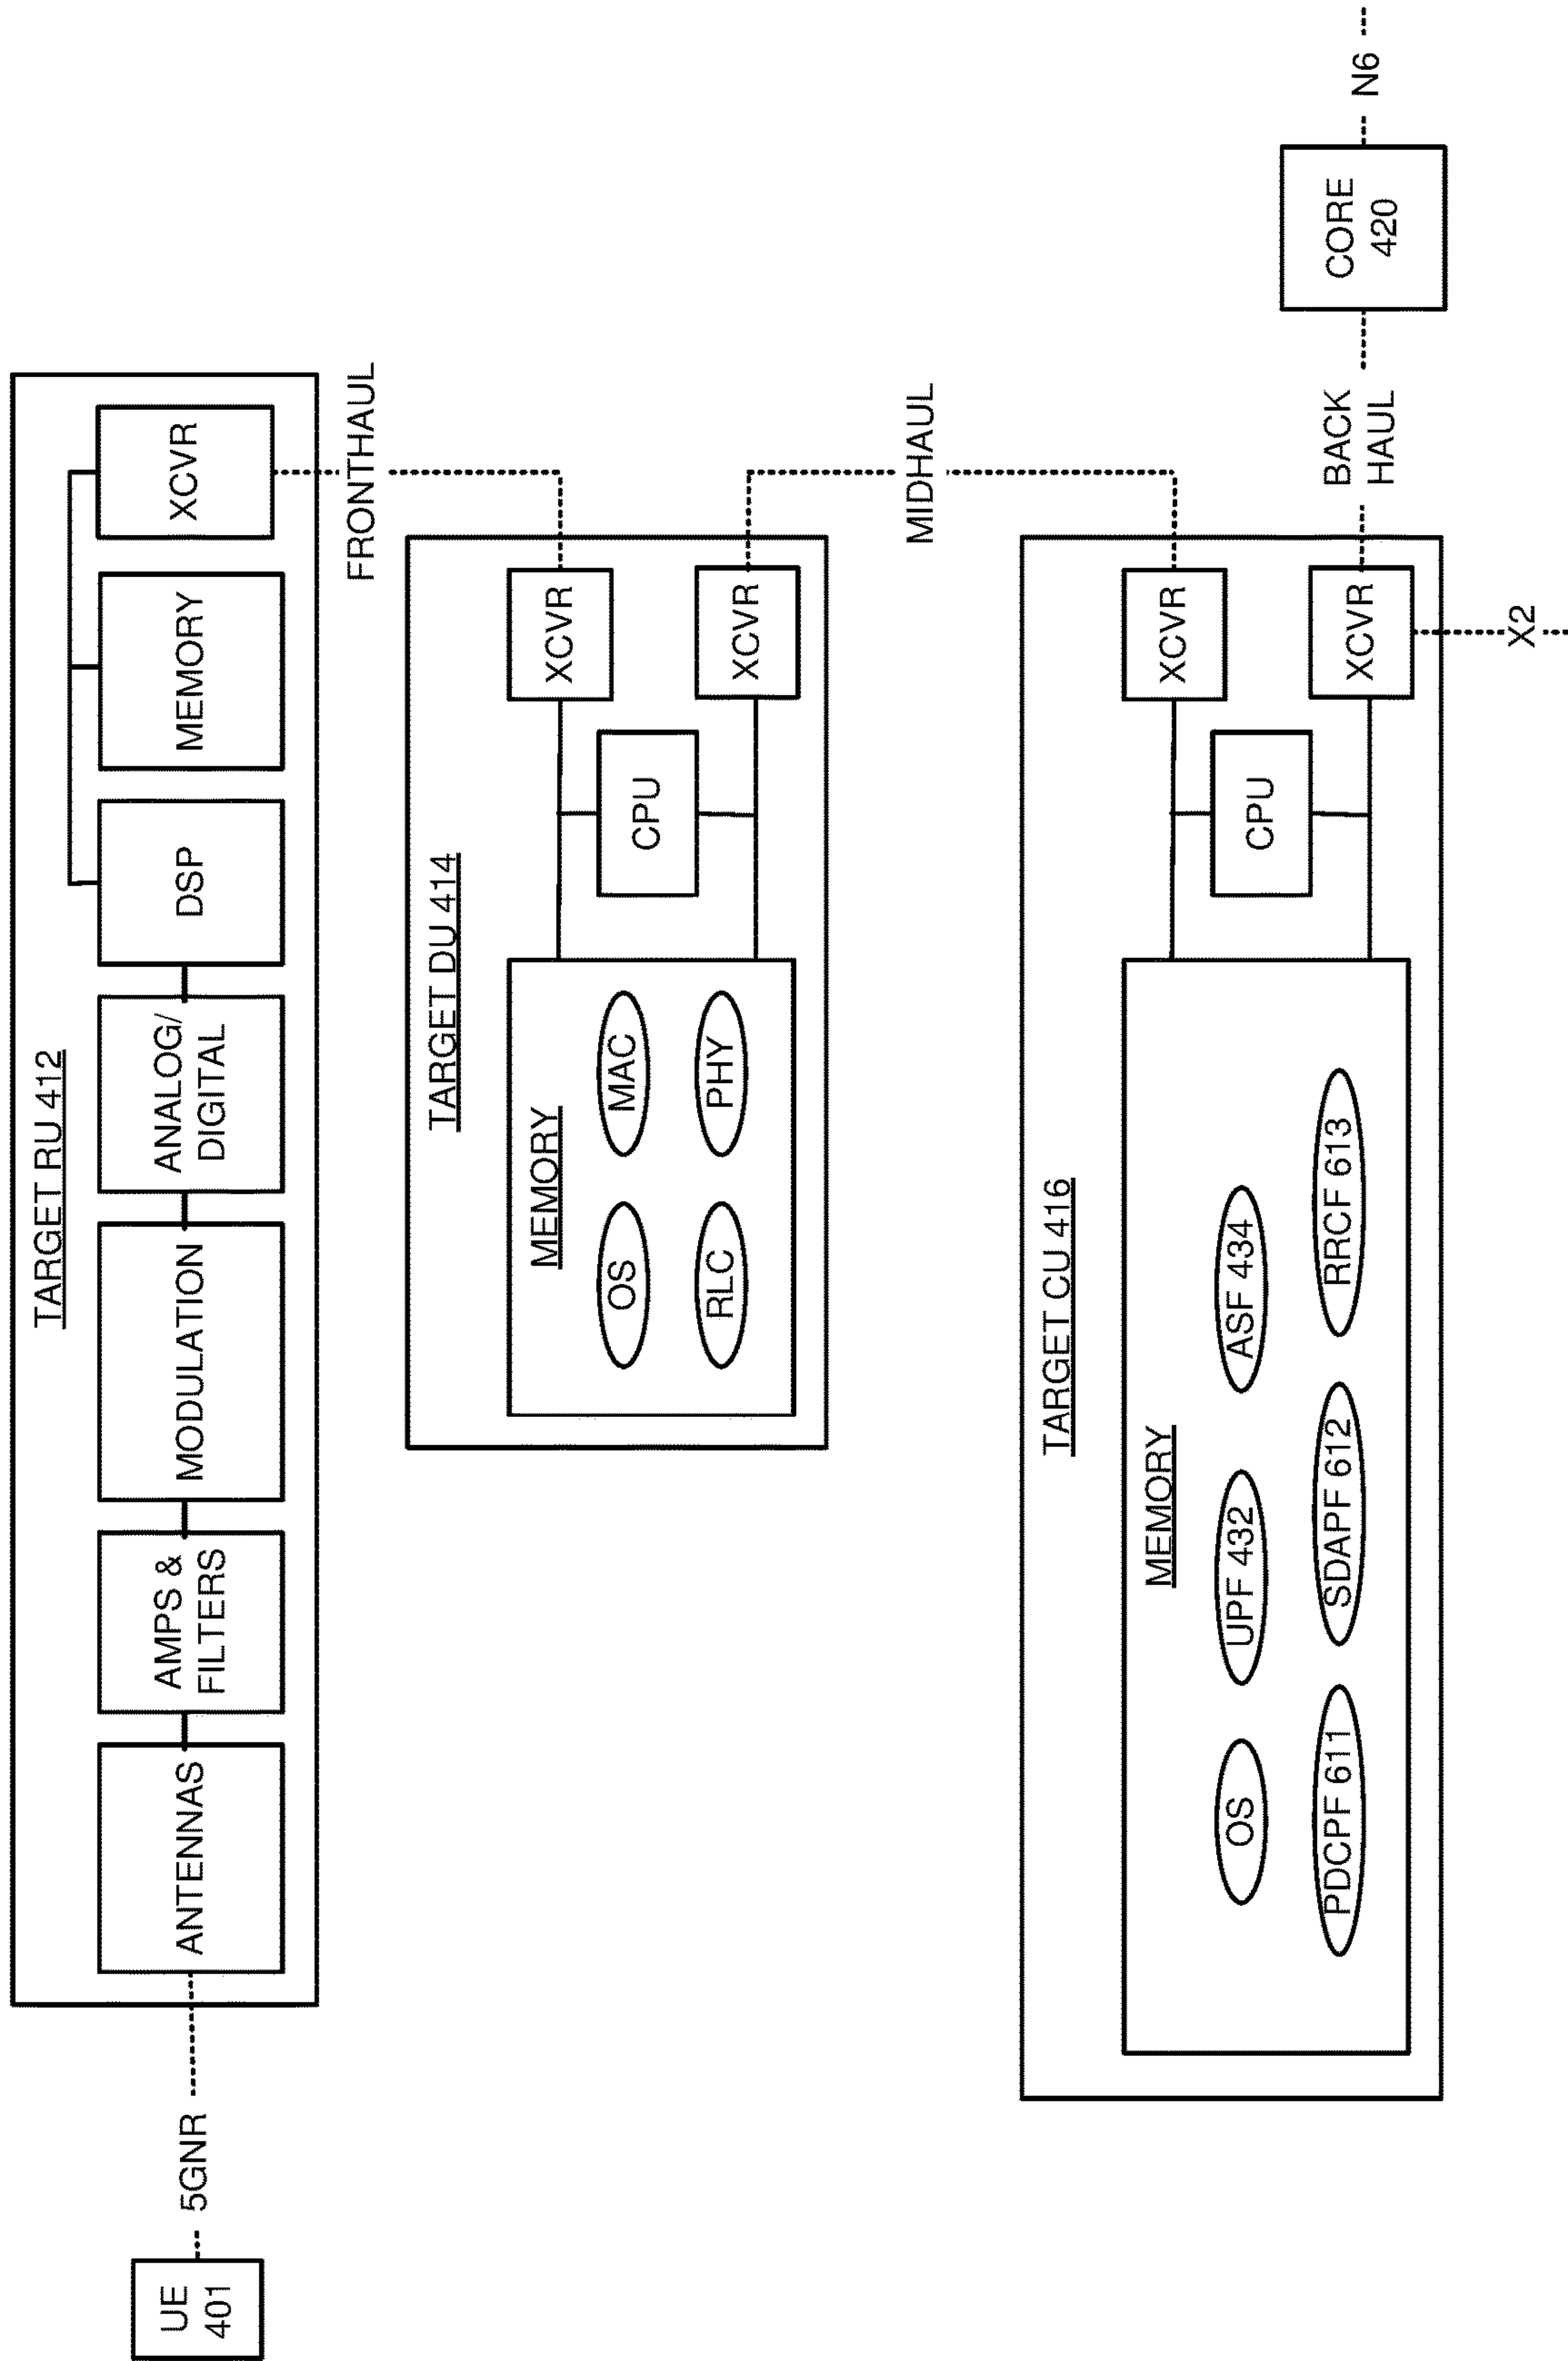 TARGET RU 412
UE
401
5GNR
ANTENNAS
AMPS &
FILTERS
MODULATION
ANALOG/
DIGITAL
DSP
MEMORY
XCVR
FRONTHAUL
TARGET DU 414
MEMORY
OS
MAC
RLC
PHY
CPU
XCVR
XCVR
MIDHAUL
TARGET CU 416
MEMORY
OS
UPF 432
ASF 434
PDCPF 611
SDAPF 612
RRCF 613
CPU
XCVR
XCVR
BACK
HAUL
CORE
420
N6
X2